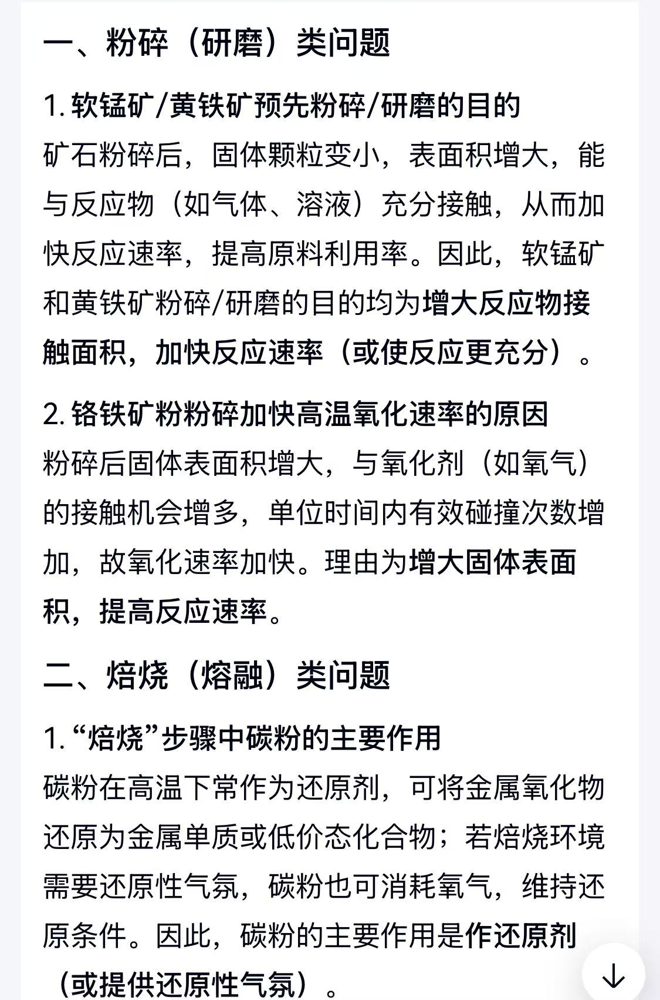 一、粉碎（研磨）类问题
1. 软锰矿/黄铁矿预先粉碎/研磨的目的
矿石粉碎后，固体颗粒变小，表面积增大，能
与反应物（如气体、溶液）充分接触，从而加
快反应速率，提高原料利用率。因此，软锰矿
和黄铁矿粉碎/研磨的目的均为增大反应物接
触面积，加快反应速率（或使反应更充分）。
2. 铬铁矿粉粉碎加快高温氧化速率的原因
粉碎后固体表面积增大，与氧化剂（如氧气）
的接触机会增多，单位时间内有效碰撞次数增
加，故氧化速率加快。理由为增大固体表面
积，提高反应速率。
二、焙烧（熔融）类问题
1. “焙烧”步骤中碳粉的主要作用
碳粉在高温下常作为还原剂，可将金属氧化物
还原为金属单质或低价态化合物；若焙烧环境
需要还原性气氛，碳粉也可消耗氧气，维持还
原条件。因此，碳粉的主要作用是作还原剂
（或提供还原性气氛）。